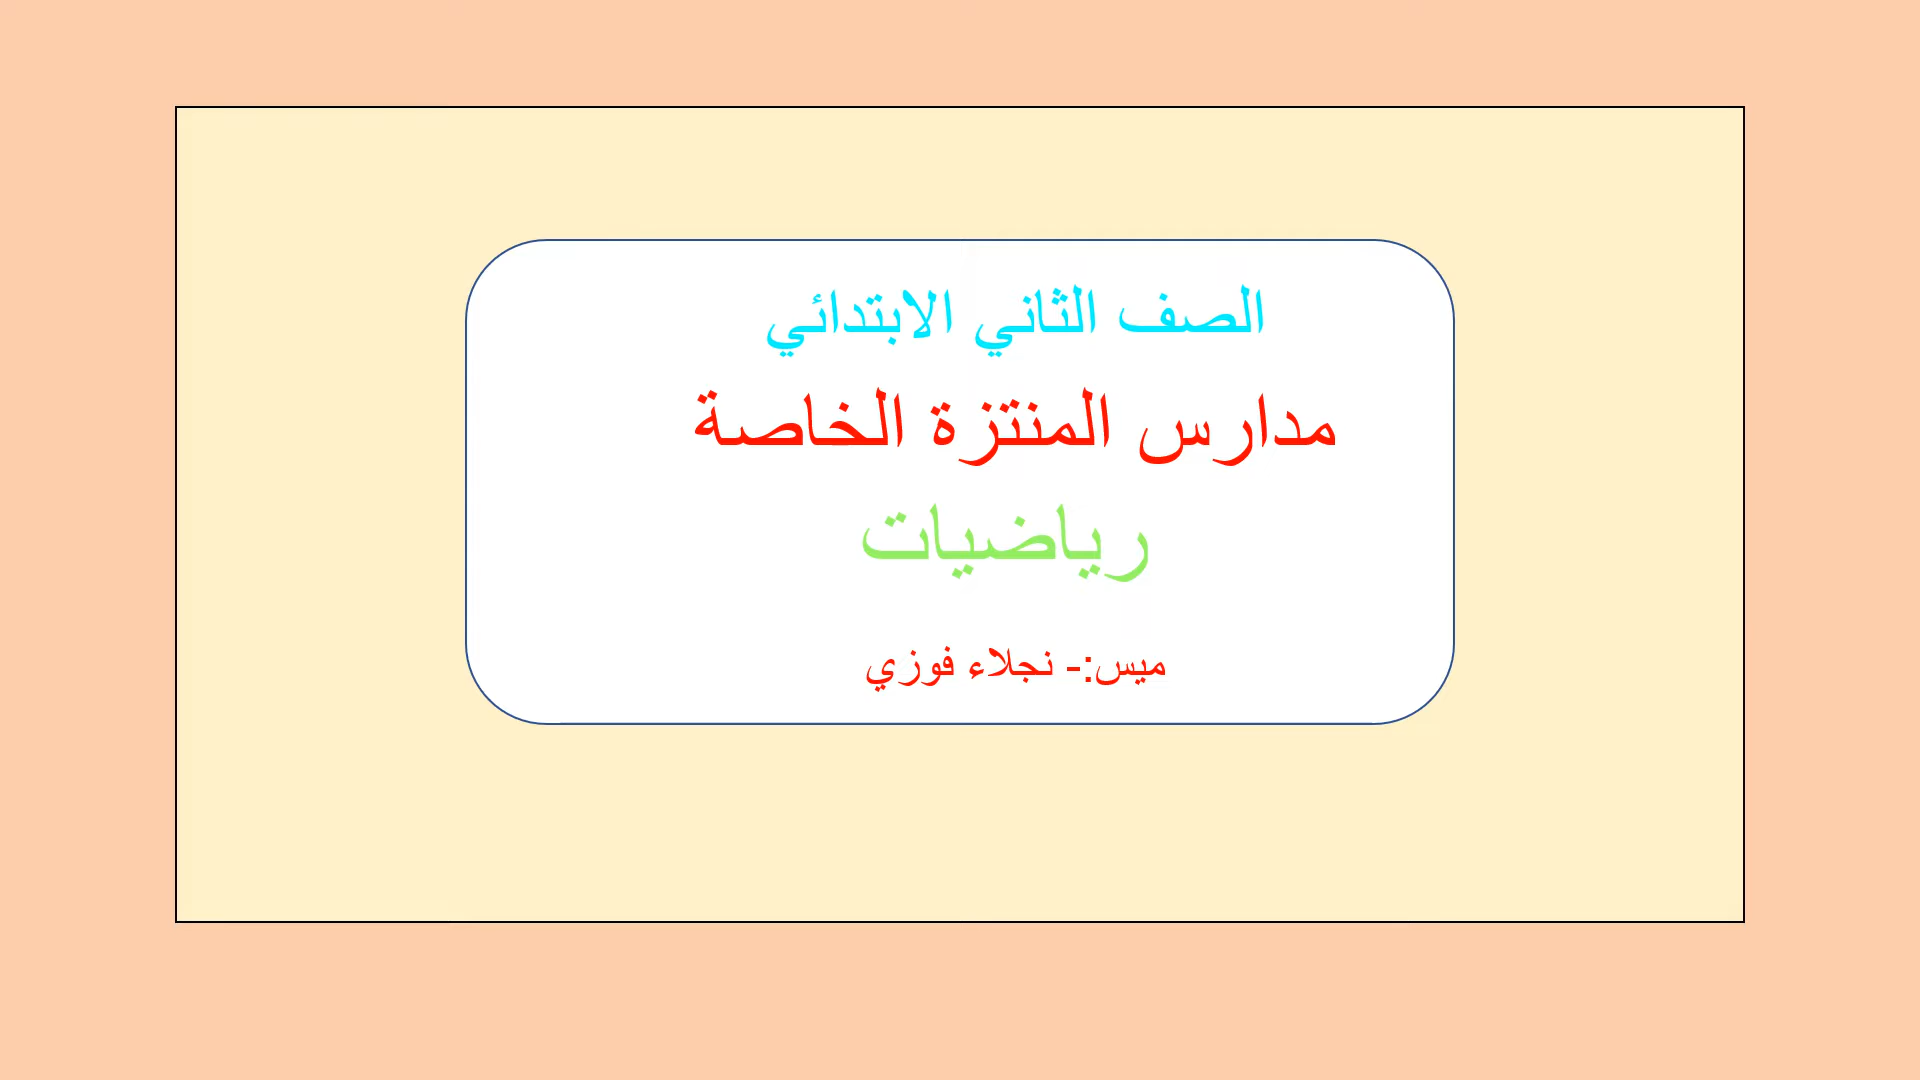 الصف الثاني الابتدائي
مدارس المنتزة الخاصة
رياضيات
ميس:- نجلاء فوزي